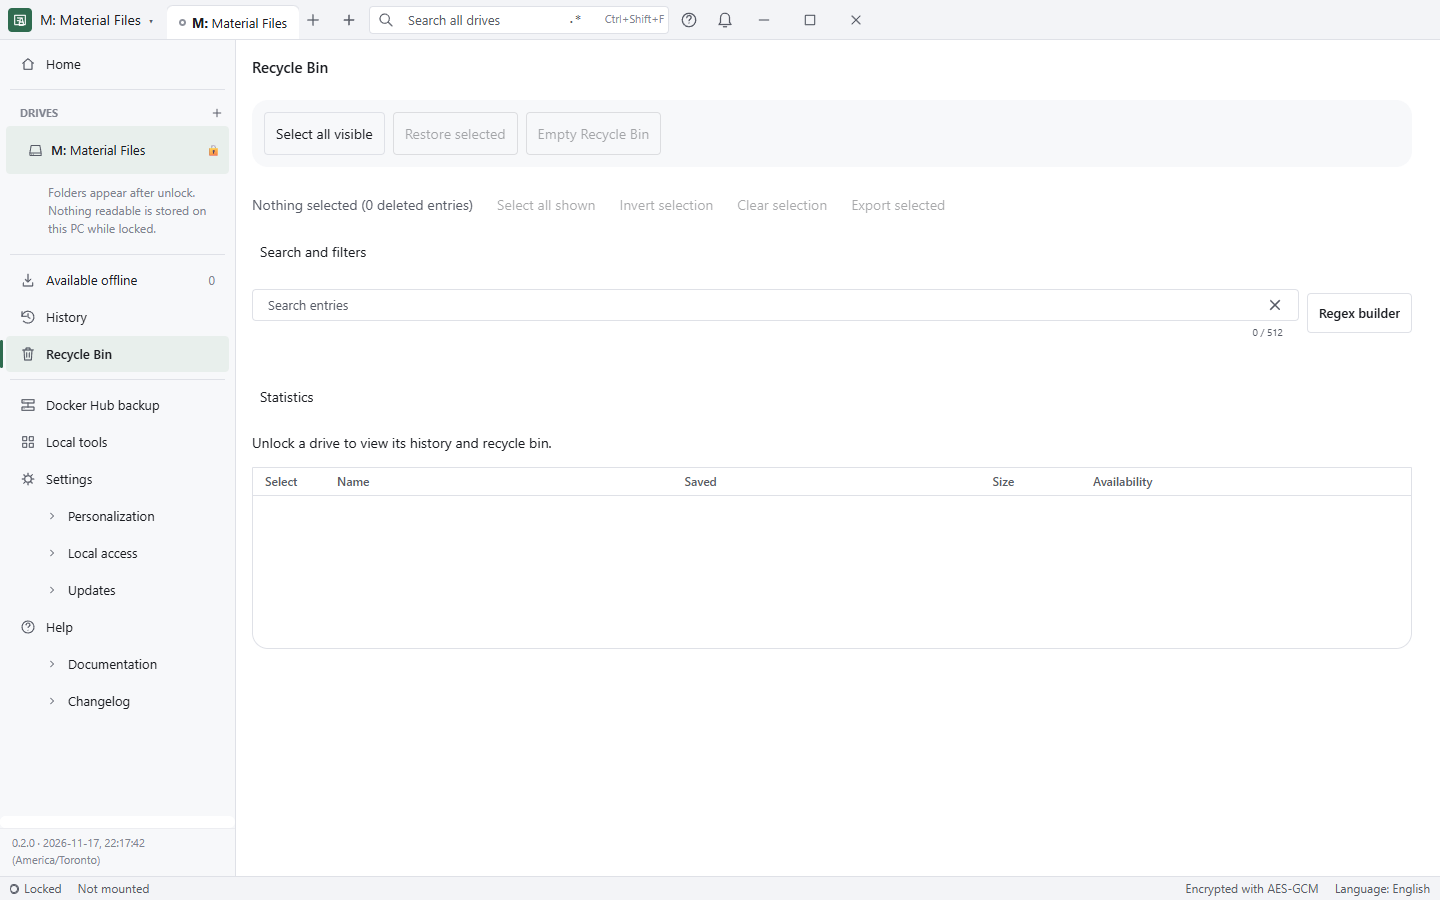 M: Material Files
M: Material Files
Search all drives
.*
Ctrl+Shift+F
Home
DRIVES
M: Material Files
Folders appear after unlock.
Nothing readable is stored on
this PC while locked.
Available offline
0
History
Recycle Bin
Docker Hub backup
Local tools
Settings
Personalization
Local access
Updates
Help
Documentation
Changelog
0.2.0 · 2026-11-17, 22:17:42
(America/Toronto)
Recycle Bin
Select all visible
Restore selected
Empty Recycle Bin
Nothing selected (0 deleted entries)
Select all shown
Invert selection
Clear selection
Export selected
Search and filters
Search entries
0 / 512
Regex builder
Statistics
Unlock a drive to view its history and recycle bin.
Select
Name
Saved
Size
Availability
Locked
Not mounted
Encrypted with AES-GCM
Language: English